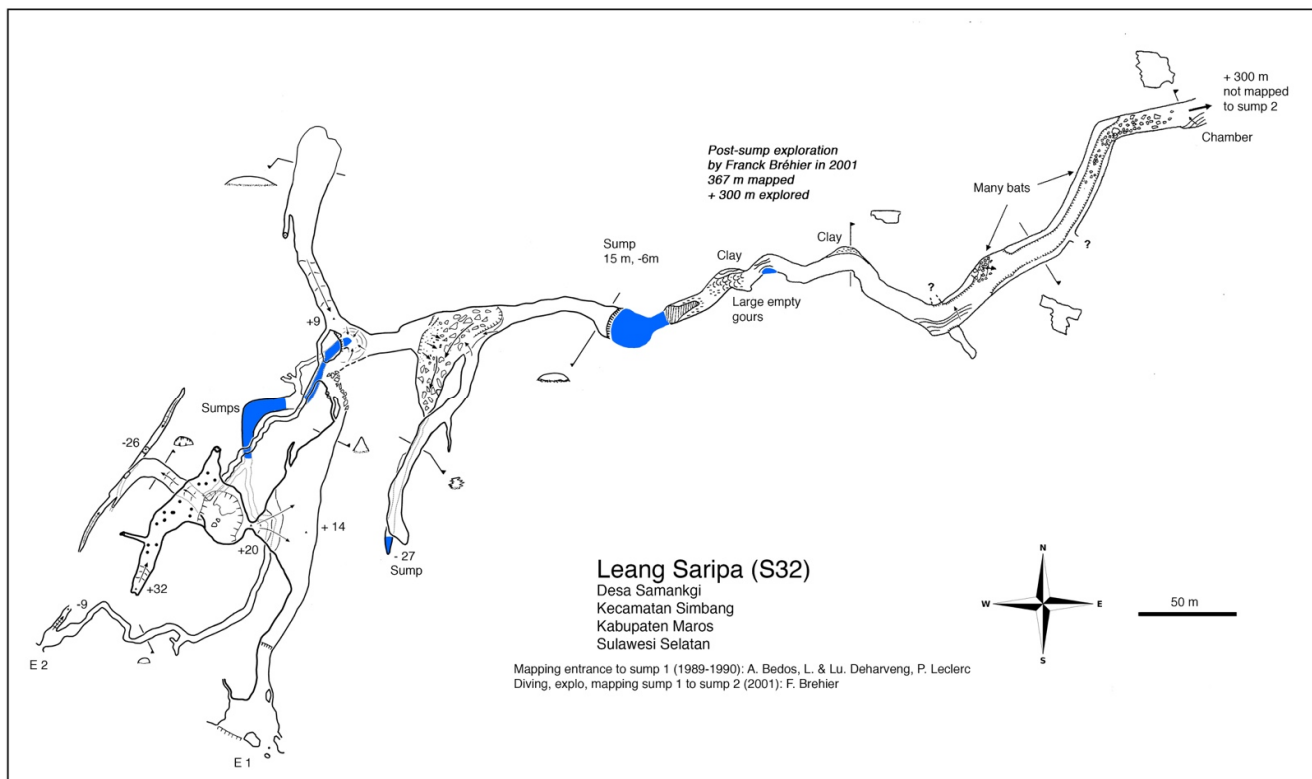 + 300 m
not mapped
to sump 2
Chamber
Post-sump exploration
by Franck Bréhier in 2001
367 m mapped
+ 300 m explored
Many bats
Sump
15 m, -6m
Clay
Clay
?
?
Large empty
gours
+9
Sumps
-26
+ 14
+20
- 27
Sump
+32
-9
E 2
E 1
Leang Saripa (S32)
Desa Samankgi
Kecamatan Simbang
Kabupaten Maros
Sulawesi Selatan
Mapping entrance to sump 1 (1989-1990): A. Bedos, L. & Lu. Deharveng, P. Leclerc
Diving, explo, mapping sump 1 to sump 2 (2001): F. Brehier
N
W
E
S
50 m